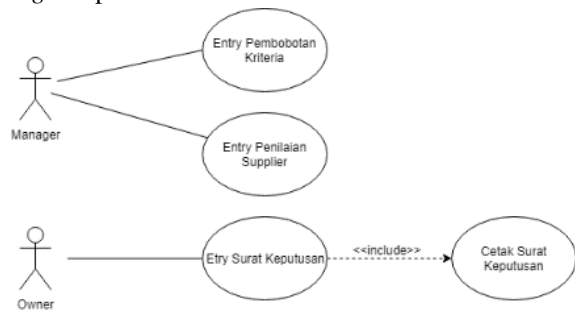 Entry Pembobotan
Kriteria
Manager
Entry Penilaian
Supplier
Etry Surat Keputusan
<<include>>
Cetak Surat
Keputusan
Owner